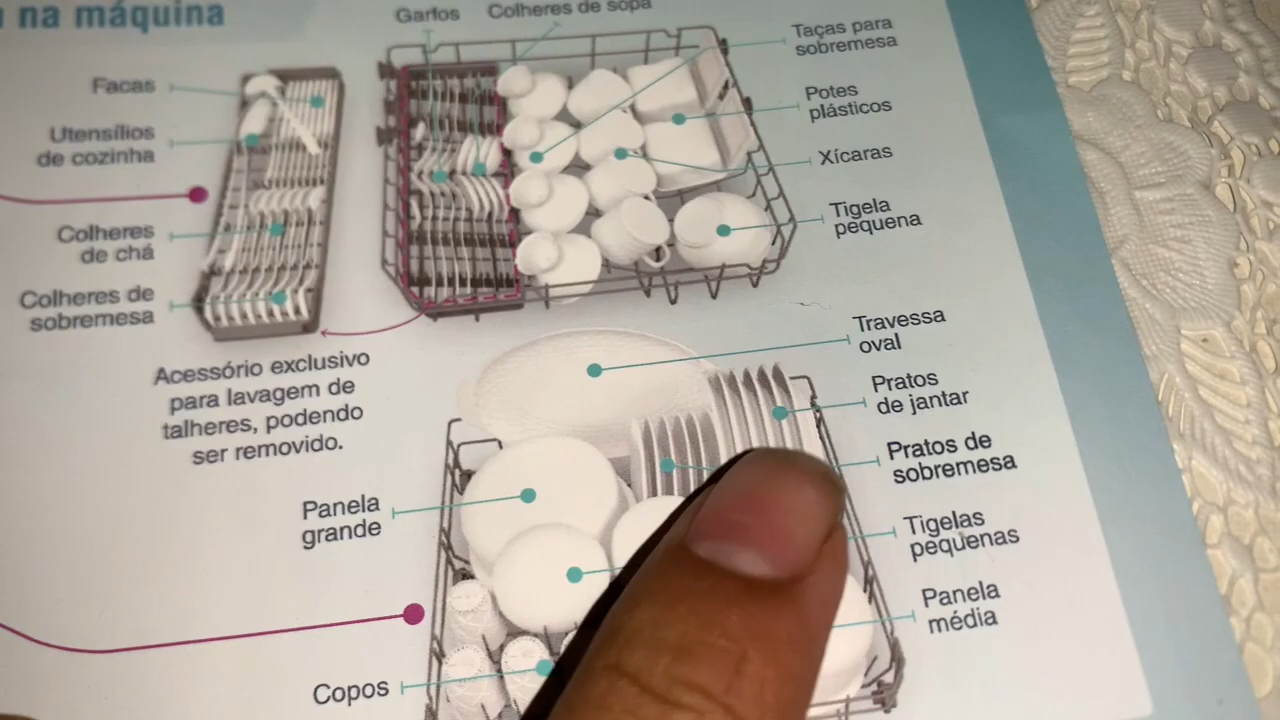 na máquina
Garfos
Colheres de sopa
Taças para
sobremesa
Facas
Potes
plásticos
Utensílios
de cozinha
Xícaras
Tigela
pequena
Colheres
de chá
Colheres de
sobremesa
Travessa
oval
Acessório exclusivo
para lavagem de
talheres, podendo
ser removido.
Pratos
de jantar
Pratos de
sobremesa
Panela
grande
Tigelas
pequenas
Panela
média
Copos